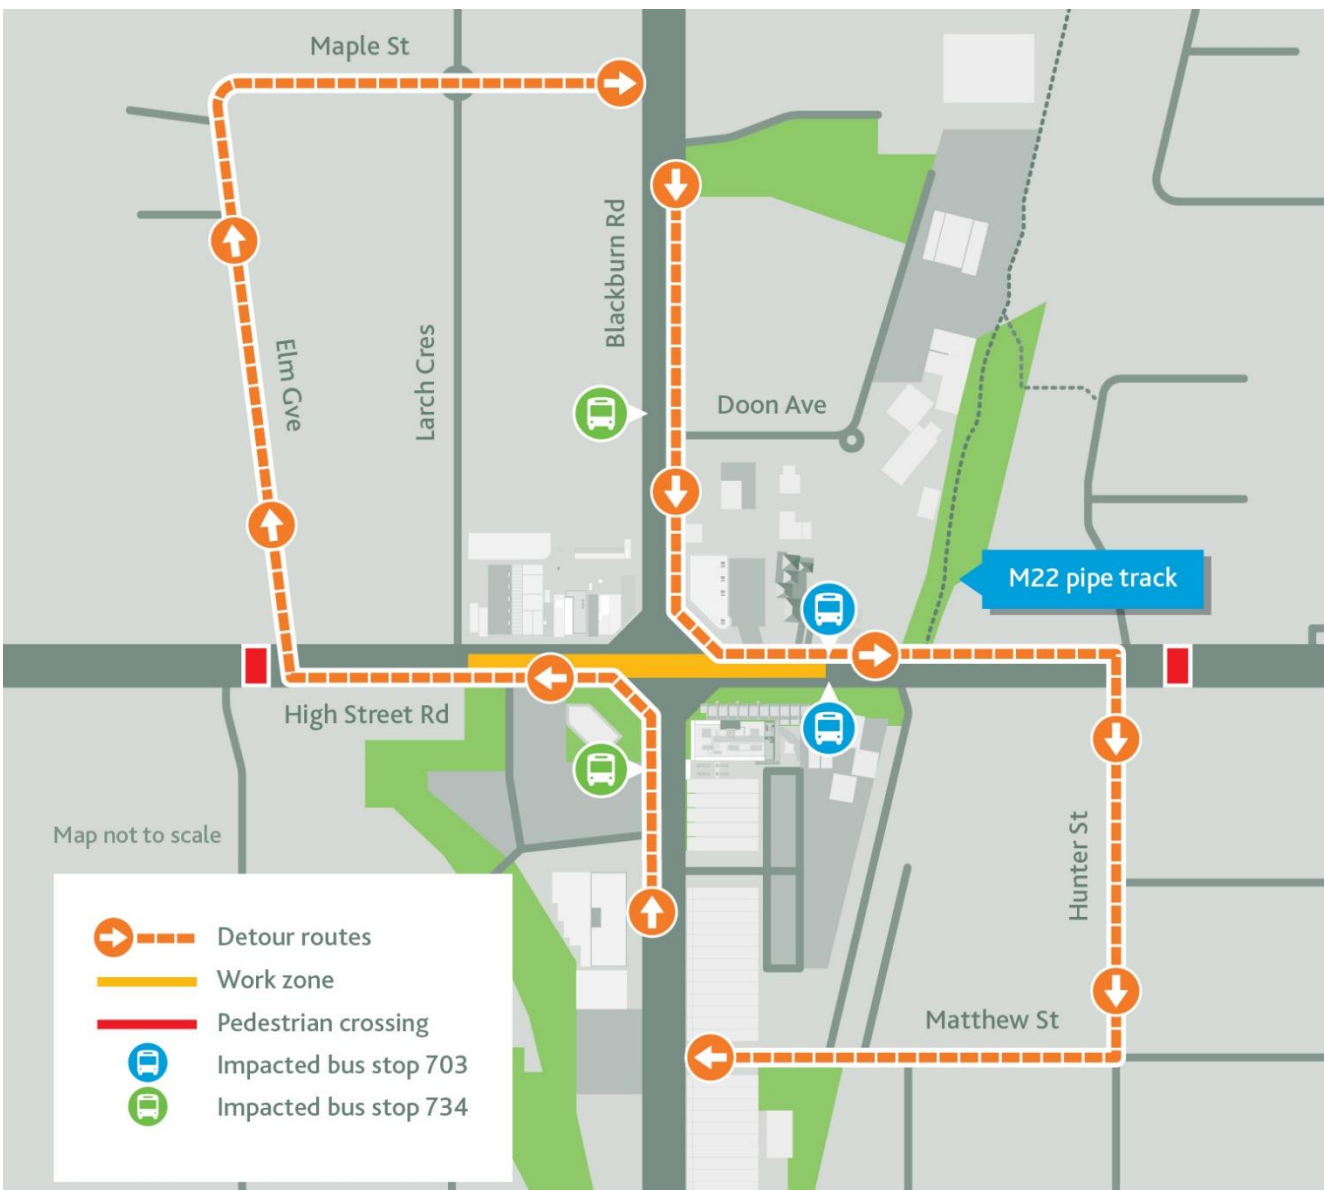 Maple St
Blackburn Rd
Elm Gve
Larch Cres
Doon Ave
M22 pipe track
High Street Rd
Map not to scale
Hunter St
Matthew St
Detour routes
Work zone
Pedestrian crossing
Impacted bus stop 703
Impacted bus stop 734